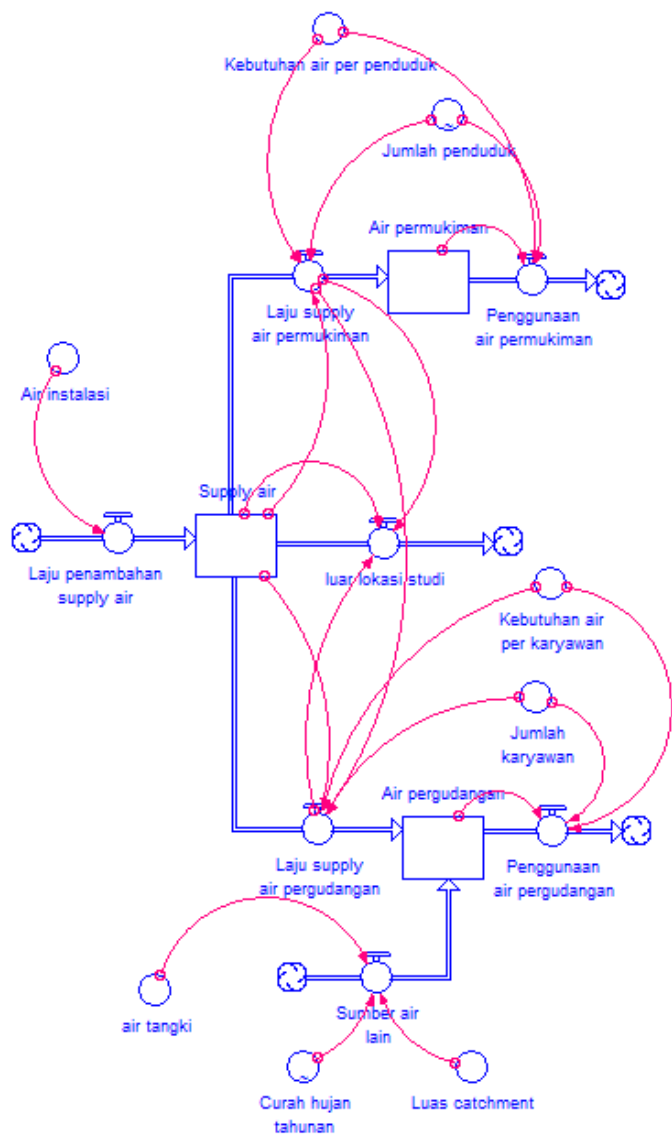 Kebutuhan air per penduduk
Jumlah penduduk
Air permukiman
Laju supply
air permukiman
Penggunaan
air permukiman
Air instalasi
Supply air
Laju penambahan
supply air
luar lokasi studi
Kebutuhan air
per karyawan
Jumlah
karyawan
Air pergudangan
Laju supply
air pergudangan
Penggunaan
air pergudangan
air tangki
Sumber air
lain
Curah hujan
tahunan
Luas catchment